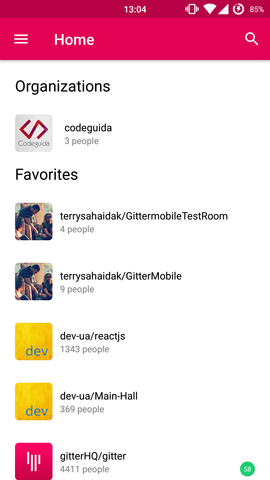 13:04
85%
Home
Organizations
Codeguida
codeguida
3 people
Favorites
terrysahaidak/GittermobileTestRoom
4 people
terrysahaidak/GitterMobile
9 people
dev
dev-ua/reactjs
1343 people
dev
dev-ua/Main-Hall
369 people
gitterHQ/gitter
4411 people
58